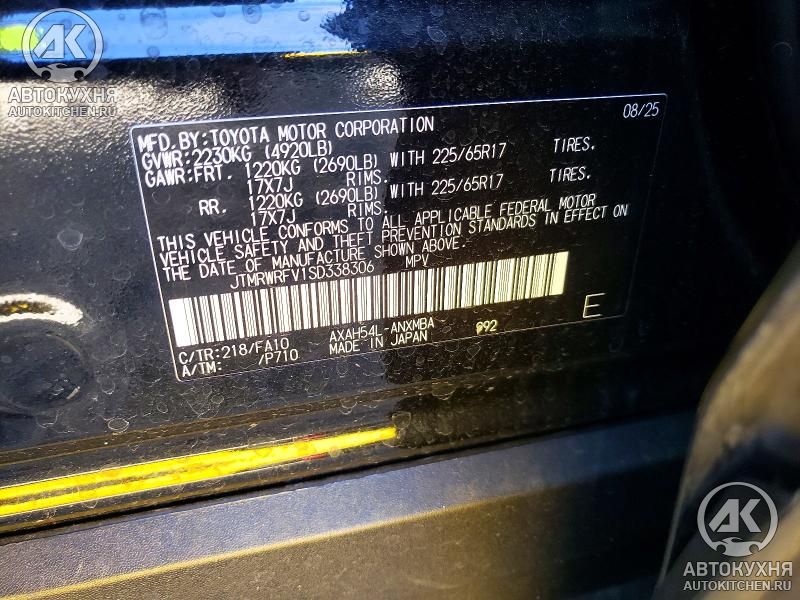 АК
АВТОКУХНЯ
AUTOKITCHEN.RU
08/25
MFD.BY:TOYOTA MOTOR CORPORATION
GVWR:2230KG (4920LB)
GAWR:FRT. 1220KG (2690LB) WITH 225/65R17 TIRES.
17X7J RIMS.
RR. 1220KG (2690LB) WITH 225/65R17 TIRES.
17X7J RIMS.
THIS VEHICLE CONFORMS TO ALL APPLICABLE FEDERAL MOTOR
VEHICLE SAFETY AND THEFT PREVENTION STANDARDS IN EFFECT ON
THE DATE OF MANUFACTURE SHOWN ABOVE.
JTMRWRFV1SD338306 MPV
C/TR:218/FA10 AXAH54L-ANXMBA 892 E
A/TM: /P710 MADE IN JAPAN
АК
АВТОКУХНЯ
AUTOKITCHEN.RU